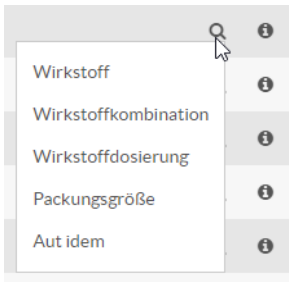 Wirkstoff
Wirkstoffkombination
Wirkstoffdosierung
Packungsgröße
Aut idem